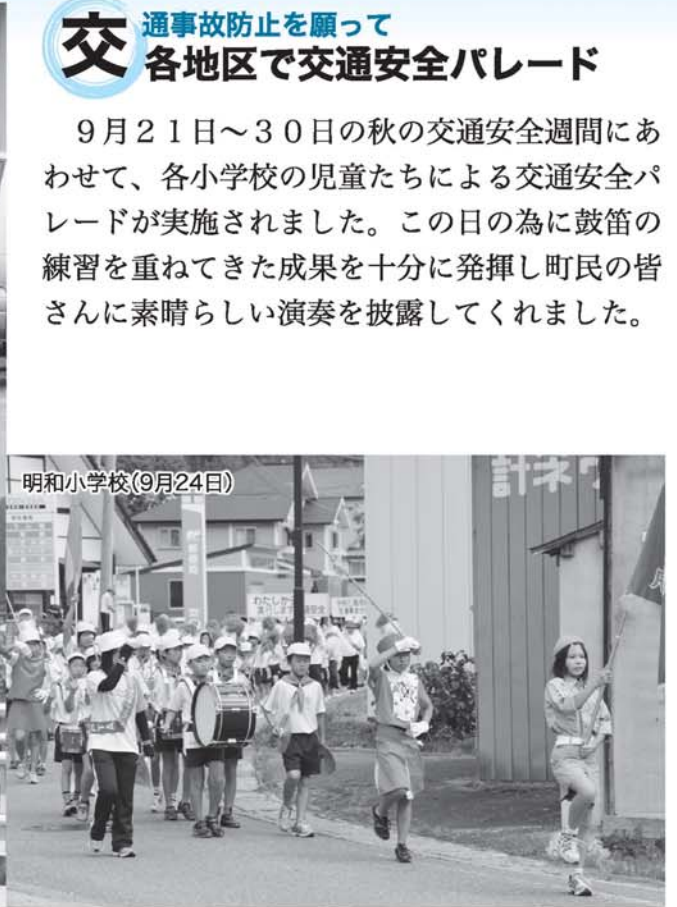 交通事故防止を願って
各地区で交通安全パレード
９月２１日～３０日の秋の交通安全週間にあ
わせて、各小学校の児童たちによる交通安全パ
レードが実施されました。この日の為に鼓笛の
練習を重ねてきた成果を十分に発揮し町民の皆
さんに素晴らしい演奏を披露してくれました。
明和小学校(9月24日)
計ネ
わたしが